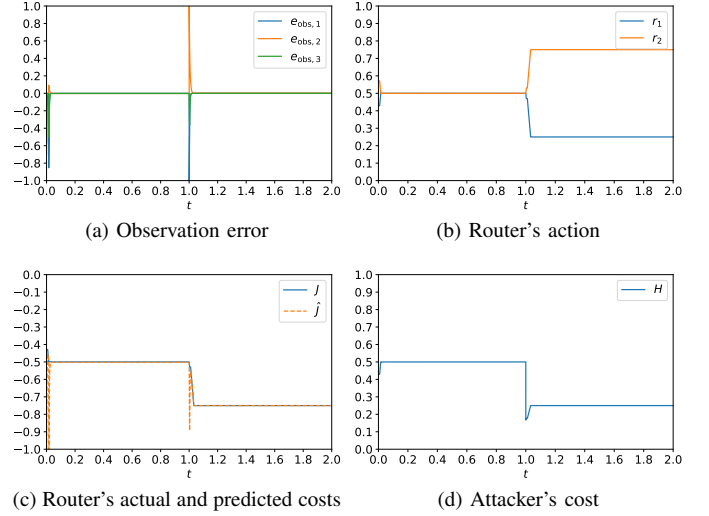 1.0
0.8
0.6
0.4
0.2
0.0
−0.2
−0.4
−0.6
−0.8
−1.0
0.0 0.2 0.4 0.6 0.8 1.0 1.2 1.4 1.6 1.8 2.0
t
e_obs, 1
e_obs, 2
e_obs, 3
(a) Observation error
1.0
0.9
0.8
0.7
0.6
0.5
0.4
0.3
0.2
0.1
0.0
0.0 0.2 0.4 0.6 0.8 1.0 1.2 1.4 1.6 1.8 2.0
t
r_1
r_2
(b) Router's action
0.0
−0.1
−0.2
−0.3
−0.4
−0.5
−0.6
−0.7
−0.8
−0.9
−1.0
0.0 0.2 0.4 0.6 0.8 1.0 1.2 1.4 1.6 1.8 2.0
t
J
Ĵ
(c) Router's actual and predicted costs
1.0
0.9
0.8
0.7
0.6
0.5
0.4
0.3
0.2
0.1
0.0
0.0 0.2 0.4 0.6 0.8 1.0 1.2 1.4 1.6 1.8 2.0
t
H
(d) Attacker's cost